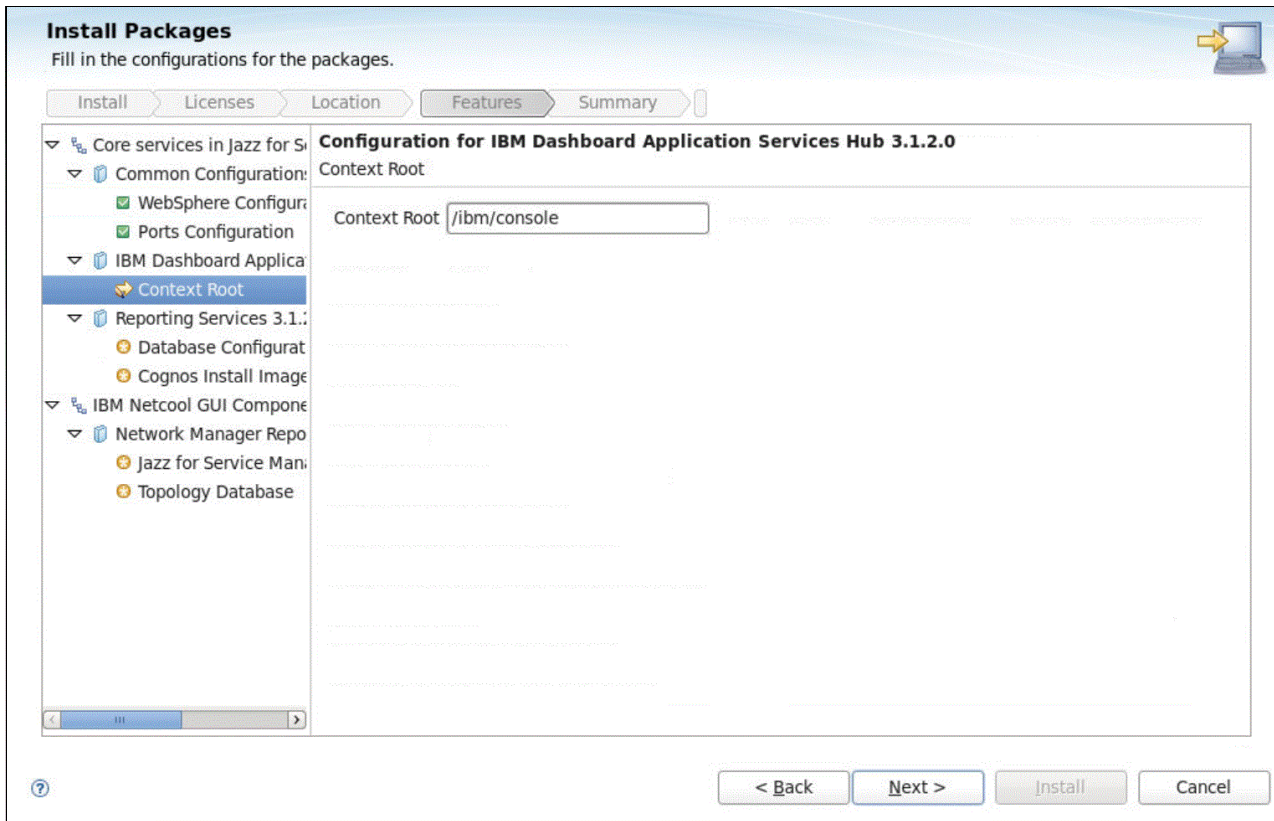 Install Packages
Fill in the configurations for the packages.
Install
Licenses
Location
Features
Summary
Core services in Jazz for S
Common Configuration
WebSphere Configura
Ports Configuration
IBM Dashboard Applica
Context Root
Reporting Services 3.1.
Database Configurat
Cognos Install Image
IBM Netcool GUI Compone
Network Manager Repo
Jazz for Service Man
Topology Database
Configuration for IBM Dashboard Application Services Hub 3.1.2.0
Context Root
Context Root /ibm/console
?
< Back
Next >
Install
Cancel